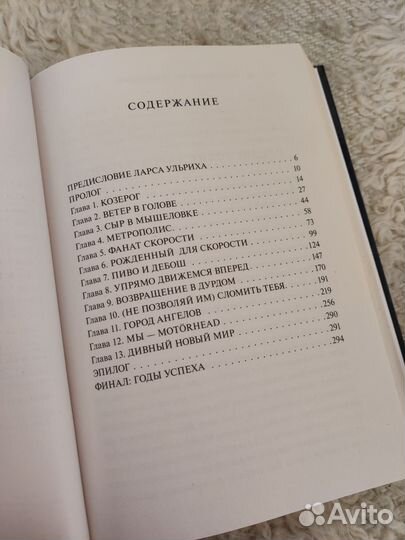 СОДЕРЖАНИЕ
ПРЕДИСЛОВИЕ ЛАРСА УЛЬРИХА . . . . . . . . . . 6
ПРОЛОГ . . . . . . . . . . 10
Глава 1. КОЗЕРОГ . . . . . . . . . . 14
Глава 2. ВЕТЕР В ГОЛОВЕ . . . . . . . . . . 27
Глава 3. СЫР В МЫШЕЛОВКЕ . . . . . . . . . . 44
Глава 4. МЕТРОПОЛИС. . . . . . . . . . . 58
Глава 5. ФАНАТ СКОРОСТИ . . . . . . . . . . 73
Глава 6. РОЖДЕННЫЙ ДЛЯ СКОРОСТИ . . . . . . . . . . 99
Глава 7. ПИВО И ДЕБОШ . . . . . . . . . . 124
Глава 8. УПРЯМО ДВИЖЕМСЯ ВПЕРЕД . . . . . . . . . . 147
Глава 9. ВОЗВРАЩЕНИЕ В ДУРДОМ . . . . . . . . . . 170
Глава 10. (НЕ ПОЗВОЛЯЙ ИМ) СЛОМИТЬ ТЕБЯ . . . . . . . . . . 191
Глава 11. ГОРОД АНГЕЛОВ . . . . . . . . . . 219
Глава 12. МЫ — MOTÖRHEAD . . . . . . . . . . 256
Глава 13. ДИВНЫЙ НОВЫЙ МИР . . . . . . . . . . 290
ЭПИЛОГ . . . . . . . . . . 291
ФИНАЛ: ГОДЫ УСПЕХА . . . . . . . . . . 294
Avito